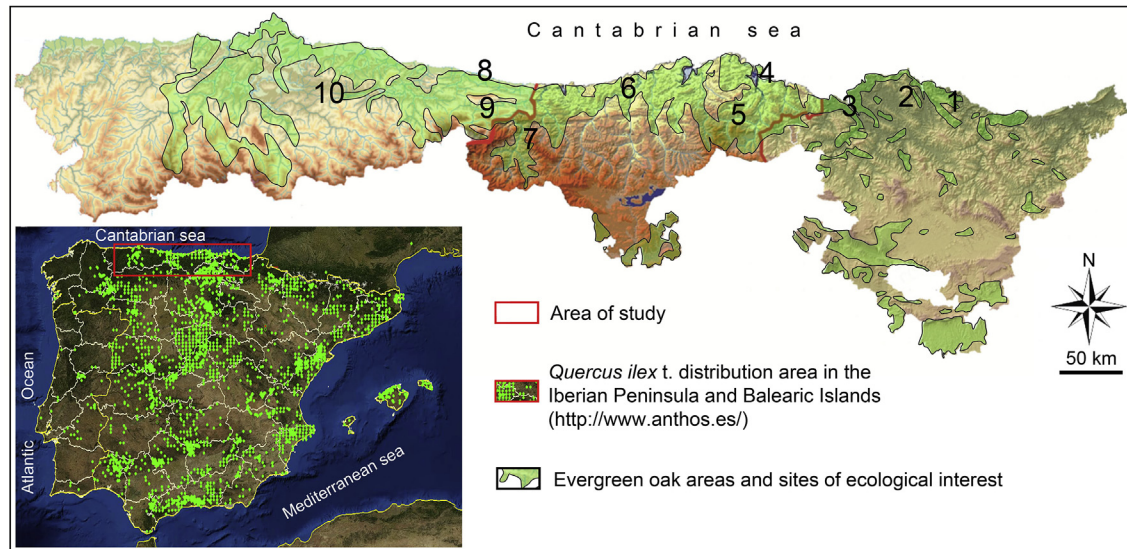 Cantabrian sea
8
4
10
6
9
5
3
2
1
7
Cantabrian sea
Atlantic Ocean
Mediterranean sea
N
50 km
Area of study
Quercus ilex t. distribution area in the
Iberian Peninsula and Balearic Islands
(http://www.anthos.es/)
Evergreen oak areas and sites of ecological interest